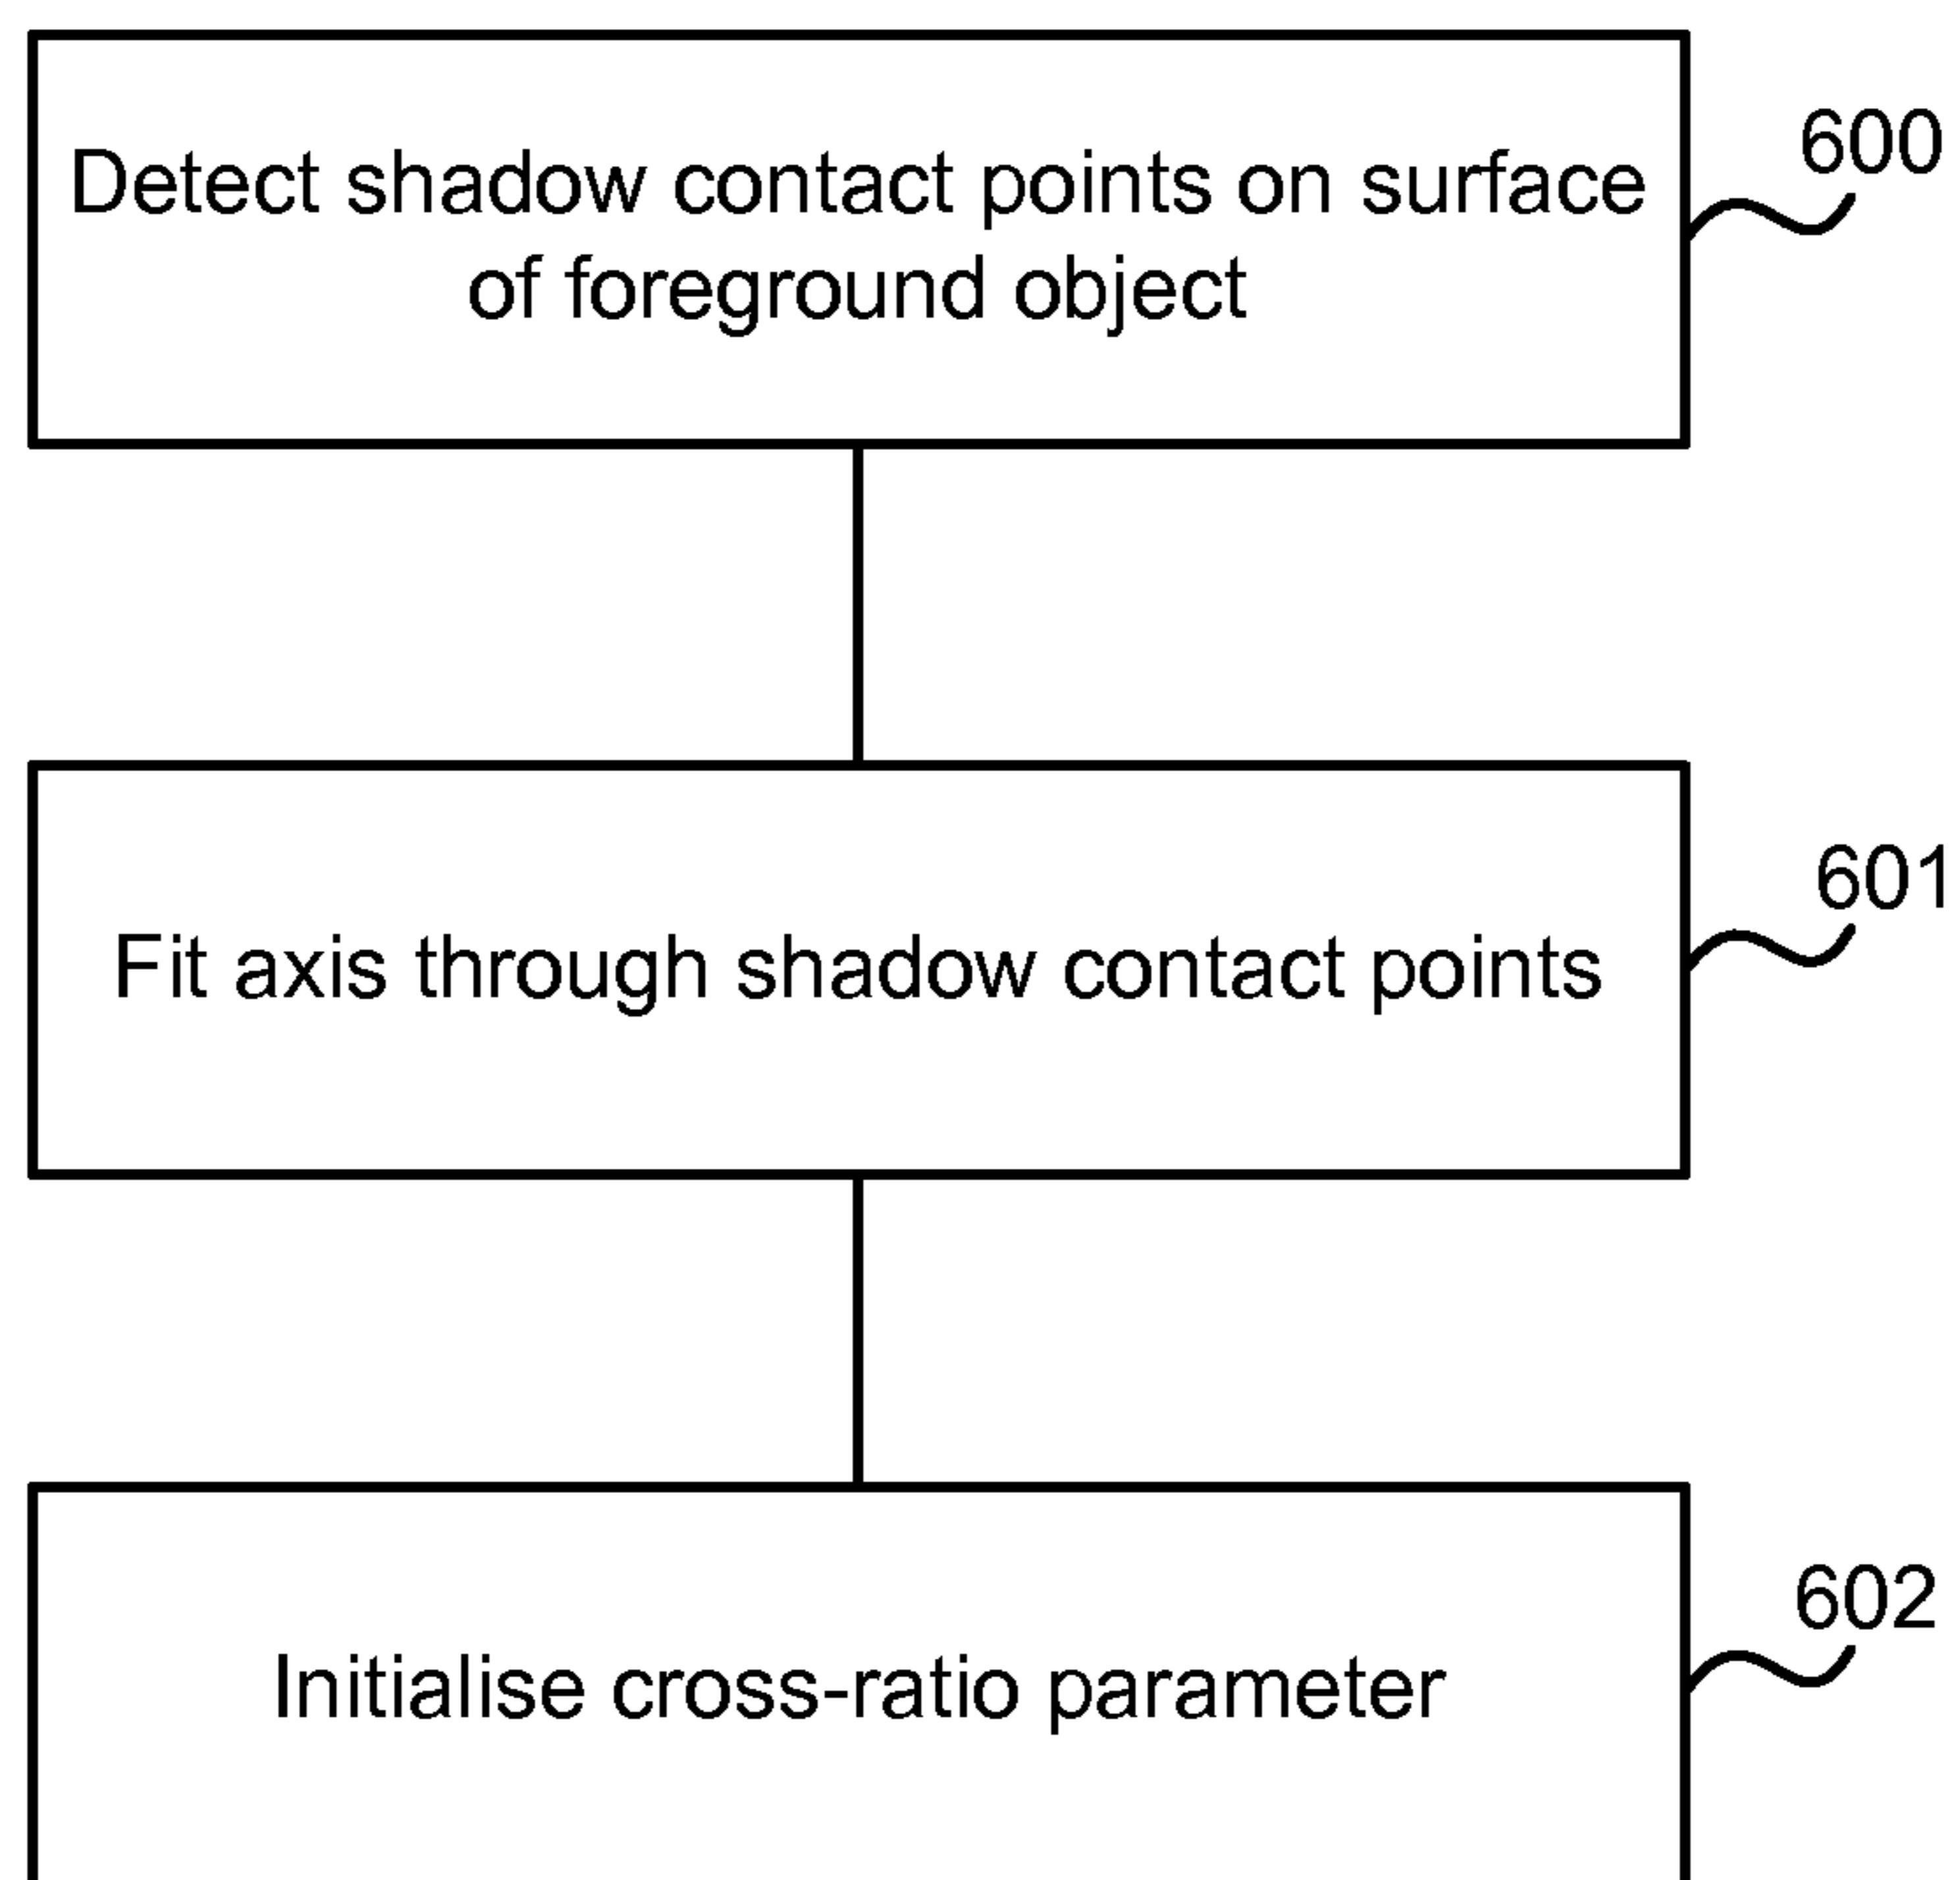 Detect shadow contact points on surface
of foreground object
600
Fit axis through shadow contact points
601
Initialise cross-ratio parameter
602